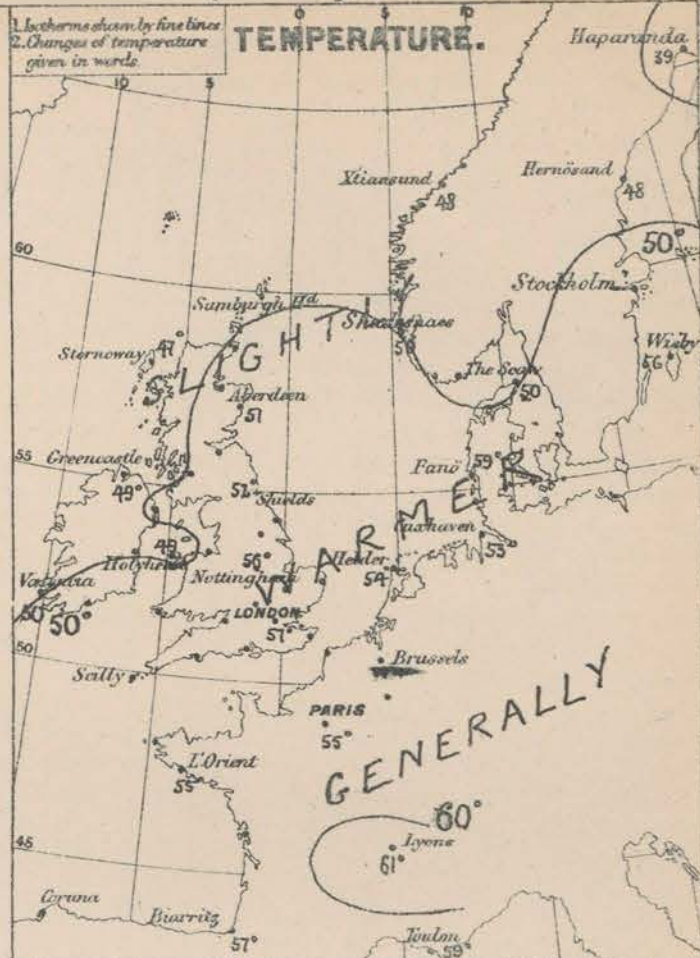 1. Isotherms shown by fine lines
2. Changes of temperature
given in words.
TEMPERATURE.
10 5 0 5 10
Haparanda
39
Xtiansund
48
Hernösand
48
50°
60
Stockholm
Sumburgh Hd
Skudesnaes
Wisby
56
Stornoway
47
SLIGHTLY
The Scaw
50
Aberdeen
51
55
Greencastle
49°
Fanö
59°
Shields
WARMER
Cuxhaven
53
Holyhead
49
56
Nottingham
Helder
54
Valentia
50
50°
LONDON
57°
50
Scilly
Brussels
PARIS
55°
GENERALLY
L'Orient
55
60°
45
Lyons
61°
Coruna
Biarritz
57°
Toulon
59°